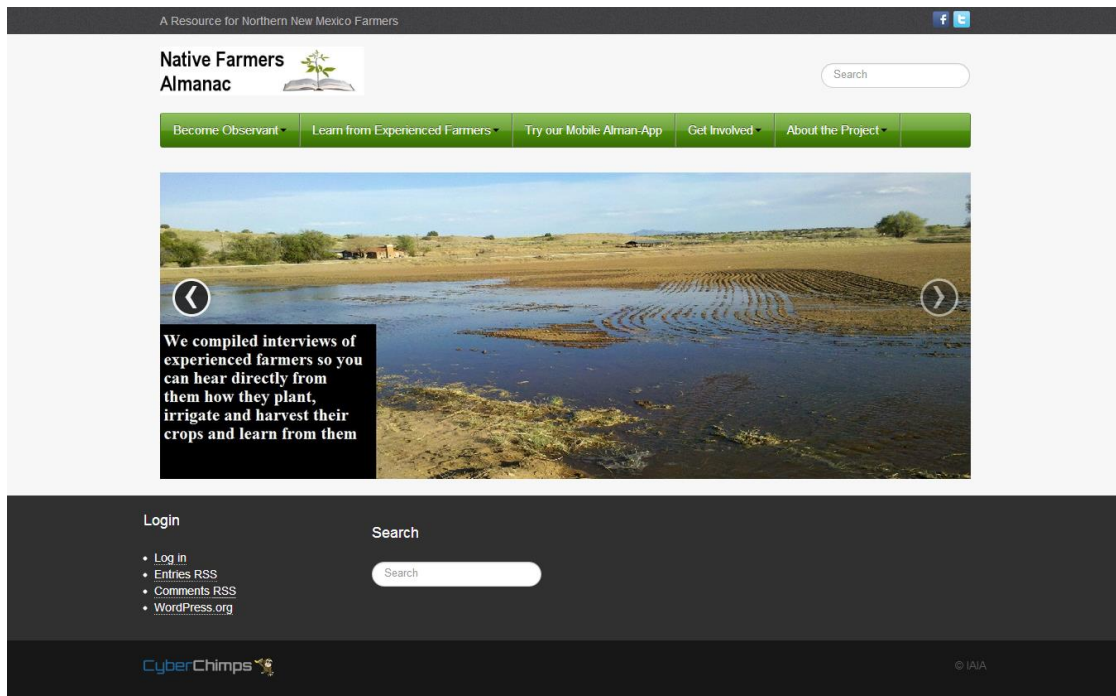 A Resource for Northern New Mexico Farmers
Native Farmers
Almanac
Search
Become Observant
Learn from Experienced Farmers
Try our Mobile Alman-App
Get Involved
About the Project
We compiled interviews of
experienced farmers so you
can hear directly from
them how they plant,
irrigate and harvest their
crops and learn from them
Login
Log in
Entries RSS
Comments RSS
WordPress.org
Search
Search
CyberChimps
© IAIA